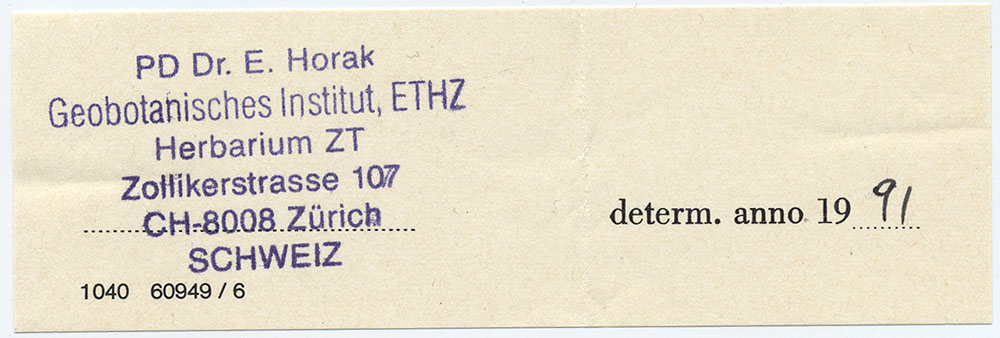 PD Dr. E. Horak
Geobotanisches Institut, ETHZ
Herbarium ZT
Zollikerstrasse 107
CH-8008 Zürich
SCHWEIZ
determ. anno 19 91
1040 60949 / 6